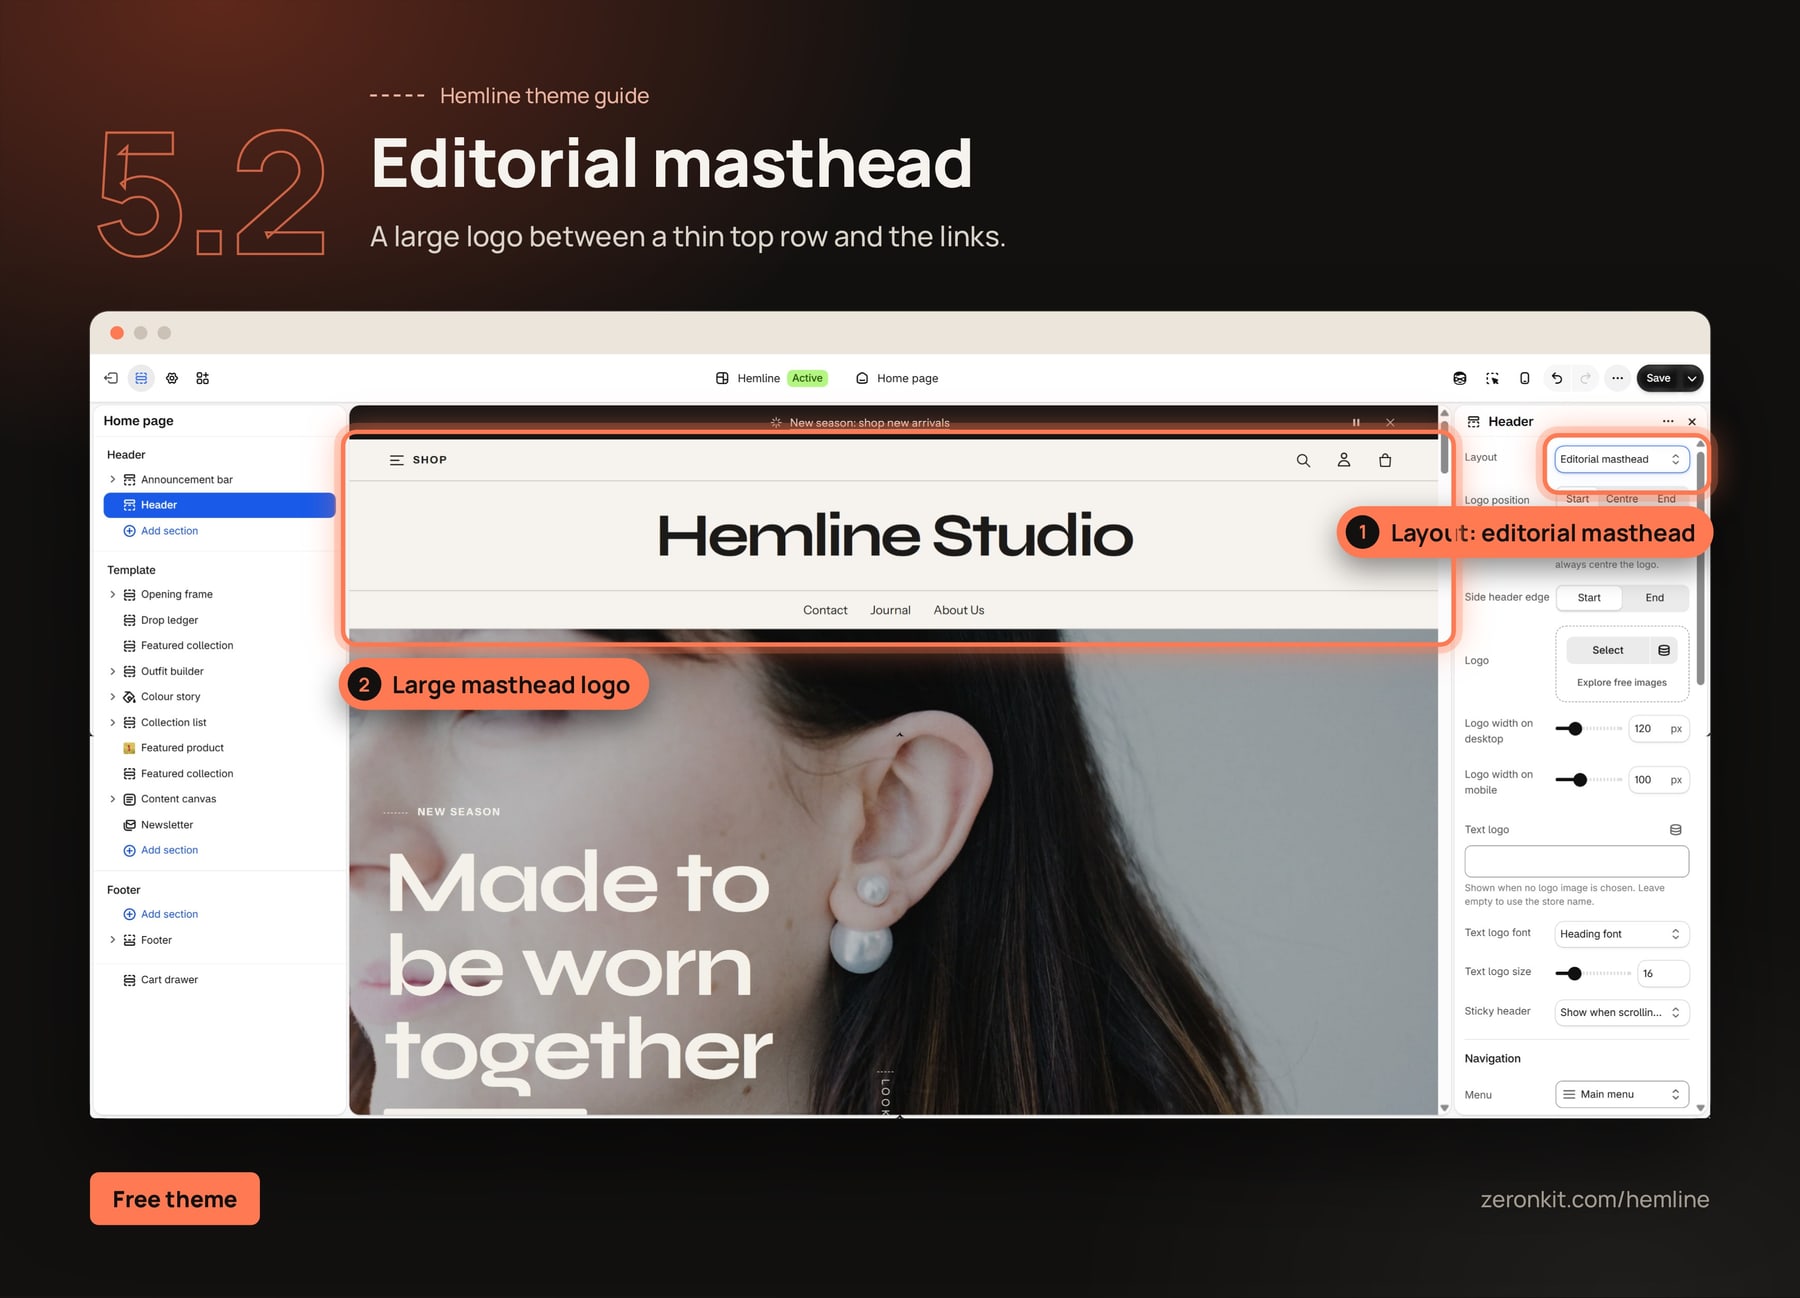 Hemline theme guide
5.2
Editorial masthead
A large logo between a thin top row and the links.
Hemline
Active
Home page
Save
Home page
Header
Announcement bar
Header
Add section
Template
Opening frame
Drop ledger
Featured collection
Outfit builder
Colour story
Collection list
Featured product
Featured collection
Content canvas
Newsletter
Add section
Footer
Add section
Footer
Cart drawer
New season: shop new arrivals
SHOP
Hemline Studio
Contact Journal About Us
2 Large masthead logo
NEW SEASON
Made to
be worn
together
LOOK
Header
Layout
Editorial masthead
Logo position
Start Centre End
1 Layout: editorial masthead
always centre the logo.
Side header edge
Start End
Logo
Select
Explore free images
Logo width on
desktop
120 px
Logo width on
mobile
100 px
Text logo
Shown when no logo image is chosen. Leave
empty to use the store name.
Text logo font
Heading font
Text logo size
16
Sticky header
Show when scrollin...
Navigation
Menu
Main menu
Free theme
zeronkit.com/hemline